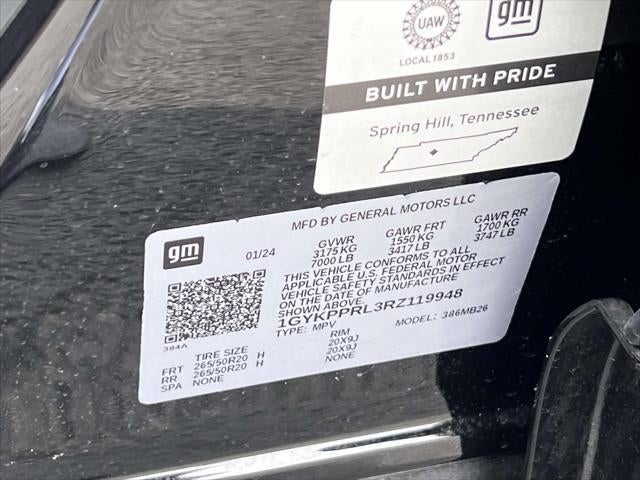 UAW
gm
LOCAL 1853
BUILT WITH PRIDE
Spring Hill, Tennessee
MFD BY GENERAL MOTORS LLC
gm
01/24
GVWR GAWR FRT GAWR RR
3175 KG 1550 KG 1700 KG
7000 LB 3417 LB 3747 LB
THIS VEHICLE CONFORMS TO ALL
APPLICABLE U.S. FEDERAL MOTOR
VEHICLE SAFETY STANDARDS IN EFFECT
ON THE DATE OF MANUFACTURE
SHOWN ABOVE.
1GYKPPRL3RZ119948
TYPE: MPV MODEL: 386MB26
384A
TIRE SIZE RIM
FRT 265/50R20 H 20X9J
RR 265/50R20 H 20X9J
SPA NONE NONE